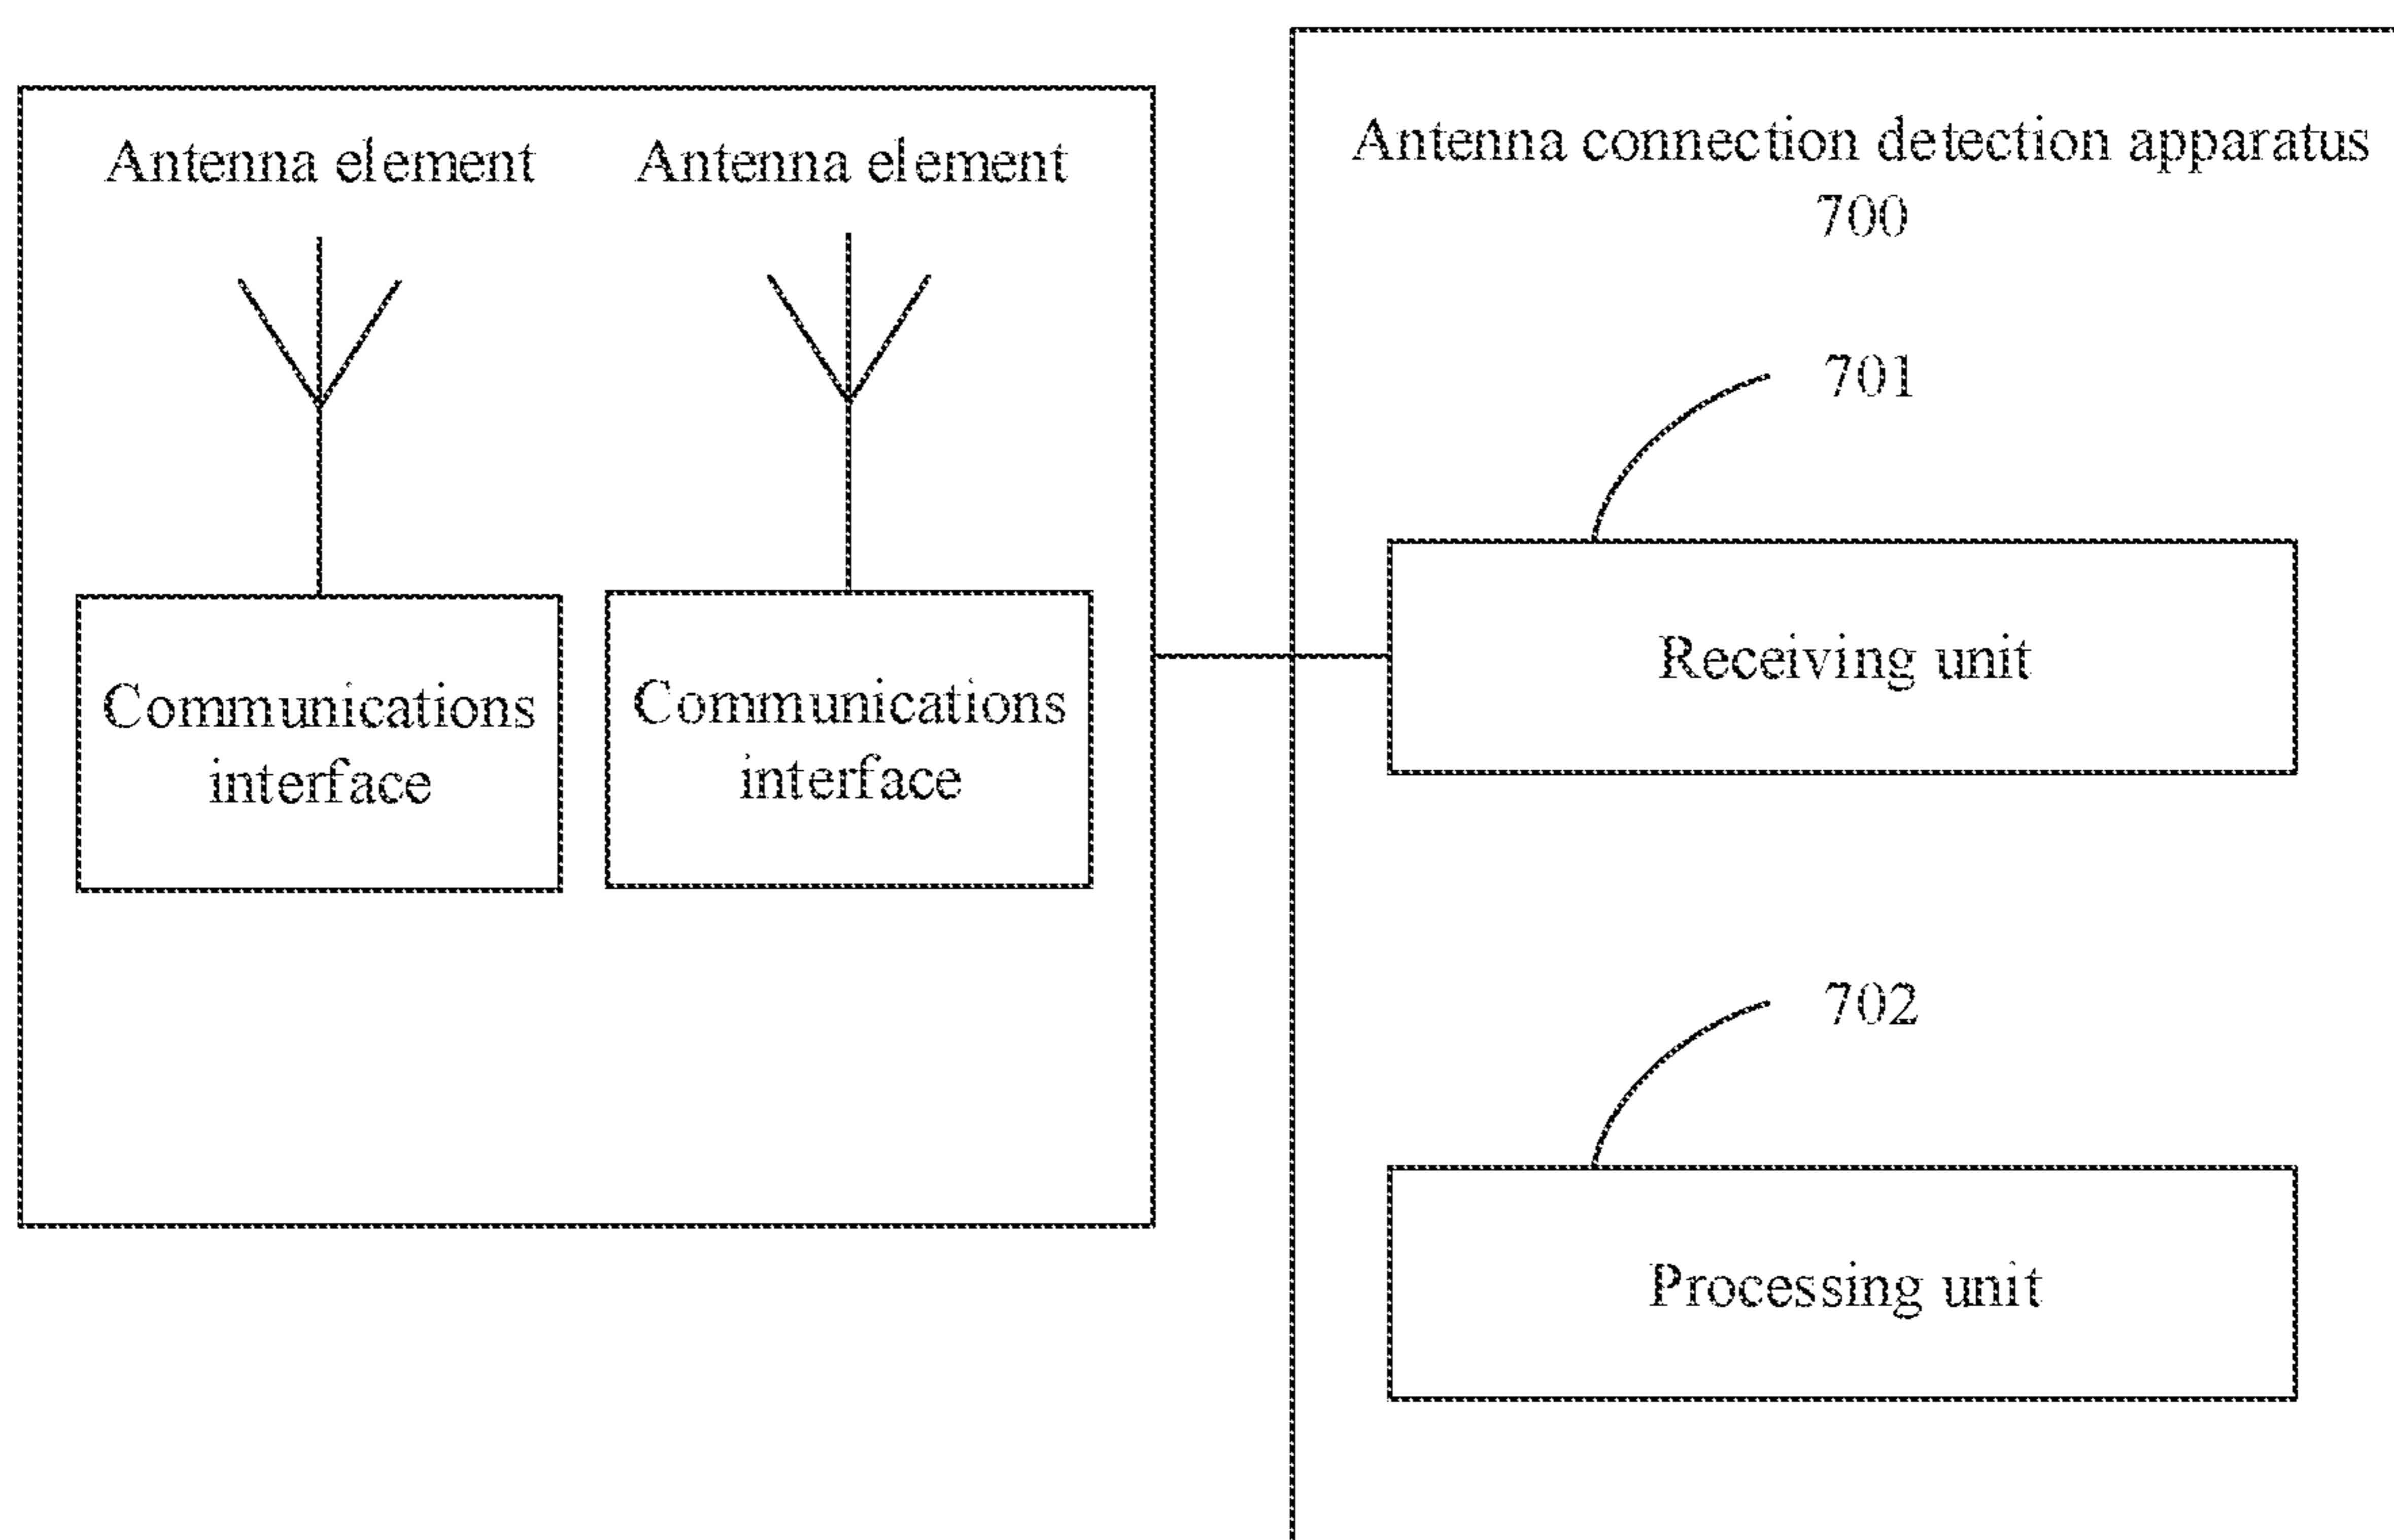 Antenna element
Antenna element
Communications
interface
Communications
interface
Antenna connection detection apparatus
700
701
Receiving unit
702
Processing unit